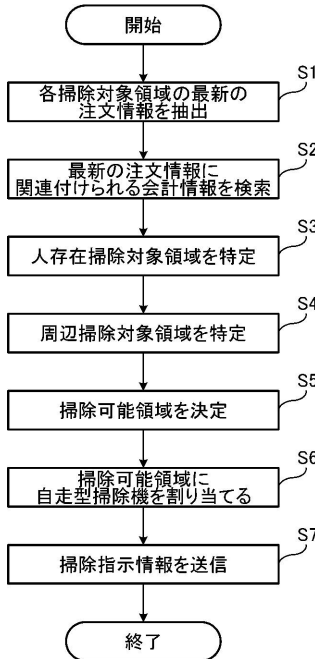 開始
S1
各掃除対象領域の最新の
注文情報を抽出
S2
最新の注文情報に
関連付けられる会計情報を検索
S3
人存在掃除対象領域を特定
S4
周辺掃除対象領域を特定
S5
掃除可能領域を決定
S6
掃除可能領域に
自走型掃除機を割り当てる
S7
掃除指示情報を送信
終了